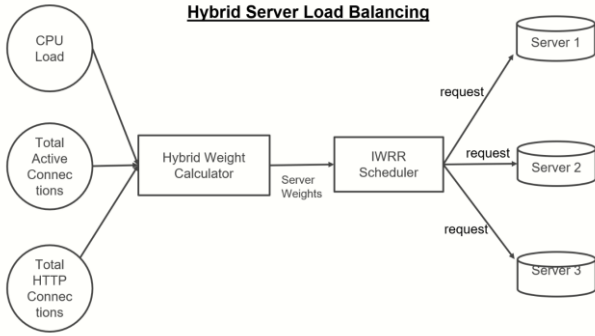 Hybrid Server Load Balancing
CPU
Load
Total
Active
Connec
tions
Total
HTTP
Connec
tions
Hybrid Weight
Calculator
Server
Weights
IWRR
Scheduler
request
request
request
Server 1
Server 2
Server 3